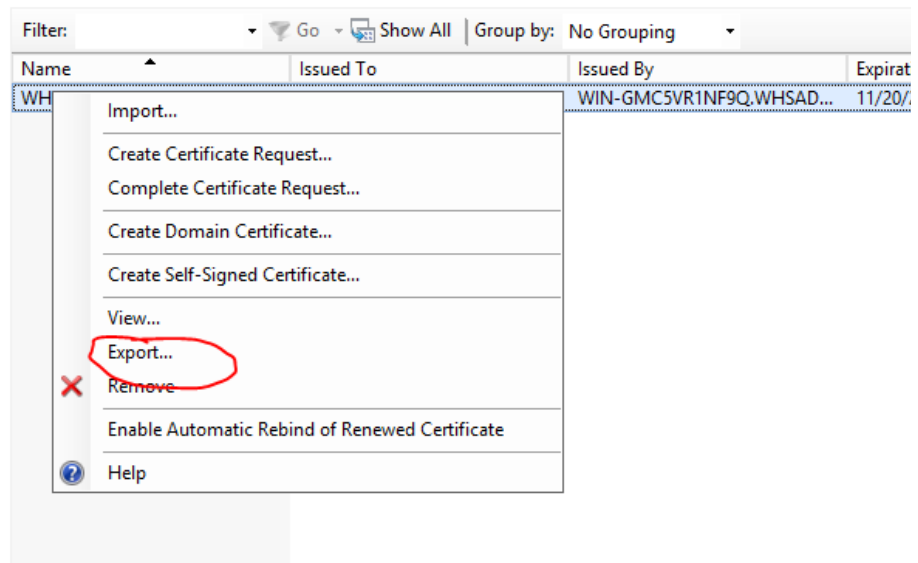 Filter: Go Show All Group by: No Grouping
Name Issued To Issued By Expirat
WH WIN-GMC5VR1NF9Q.WHSAD... 11/20/
Import...
Create Certificate Request...
Complete Certificate Request...
Create Domain Certificate...
Create Self-Signed Certificate...
View...
Export...
Remove
Enable Automatic Rebind of Renewed Certificate
Help